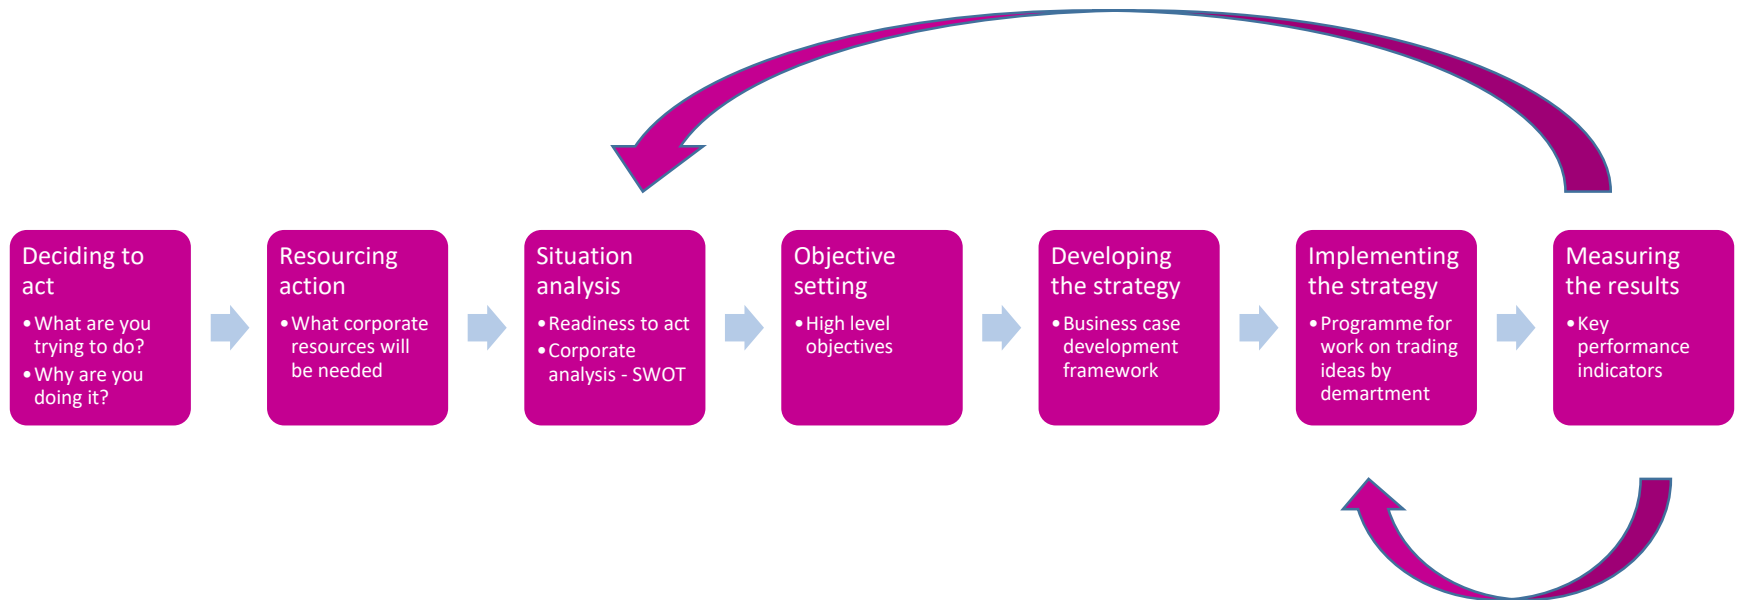 Deciding to
act
•What are you
trying to do?
•Why are you
doing it?
Resourcing
action
•What corporate
resources will
be needed
Situation
analysis
•Readiness to act
•Corporate
analysis - SWOT
Objective
setting
•High level
objectives
Developing
the strategy
•Business case
development
framework
Implementing
the strategy
•Programme for
work on trading
ideas by
demartment
Measuring
the results
•Key
performance
indicators